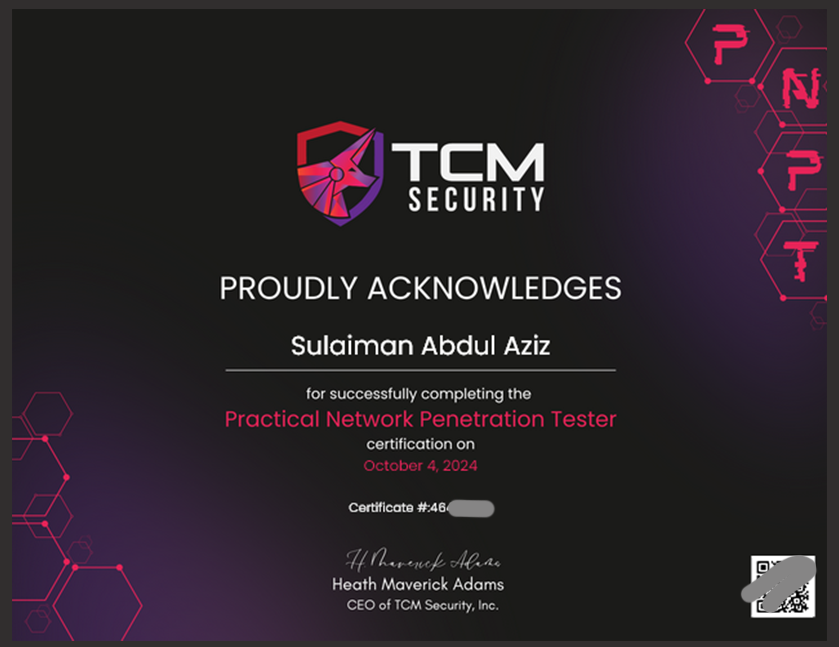 P
N
P
T
TCM
SECURITY
PROUDLY ACKNOWLEDGES
Sulaiman Abdul Aziz
for successfully completing the
Practical Network Penetration Tester
certification on
October 4, 2024
Certificate #:46
H. Maverick Adams
Heath Maverick Adams
CEO of TCM Security, Inc.